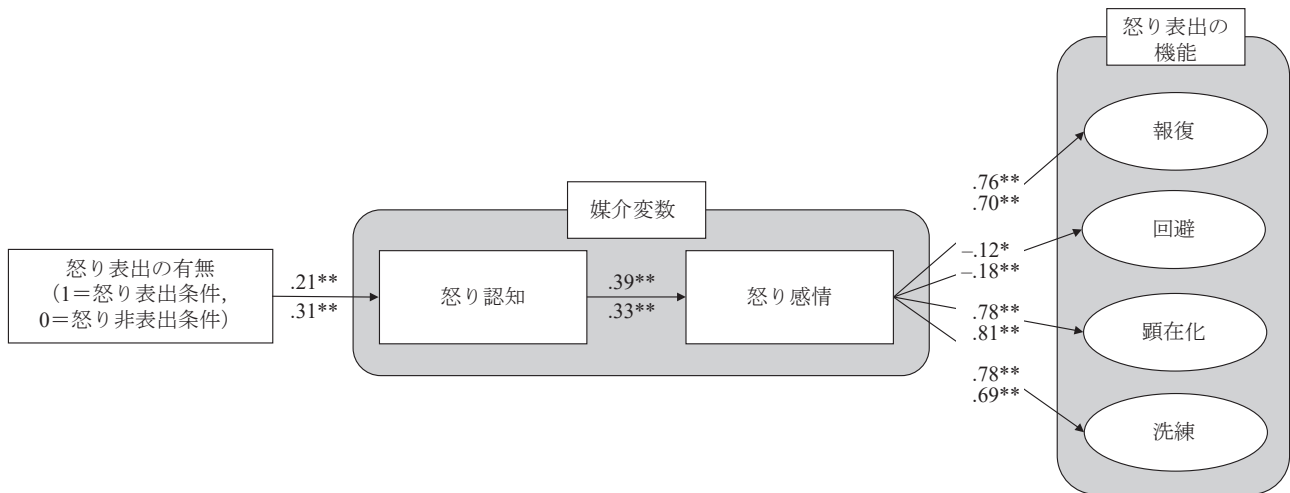 怒り表出の
機能
報復
.76**
.70**
媒介変数
回避
怒り表出の有無
（1＝怒り表出条件，
0＝怒り非表出条件）
.21**
.31**
怒り認知
.39**
.33**
怒り感情
–.12*
–.18**
.78**
.81**
顕在化
.78**
.69**
洗練